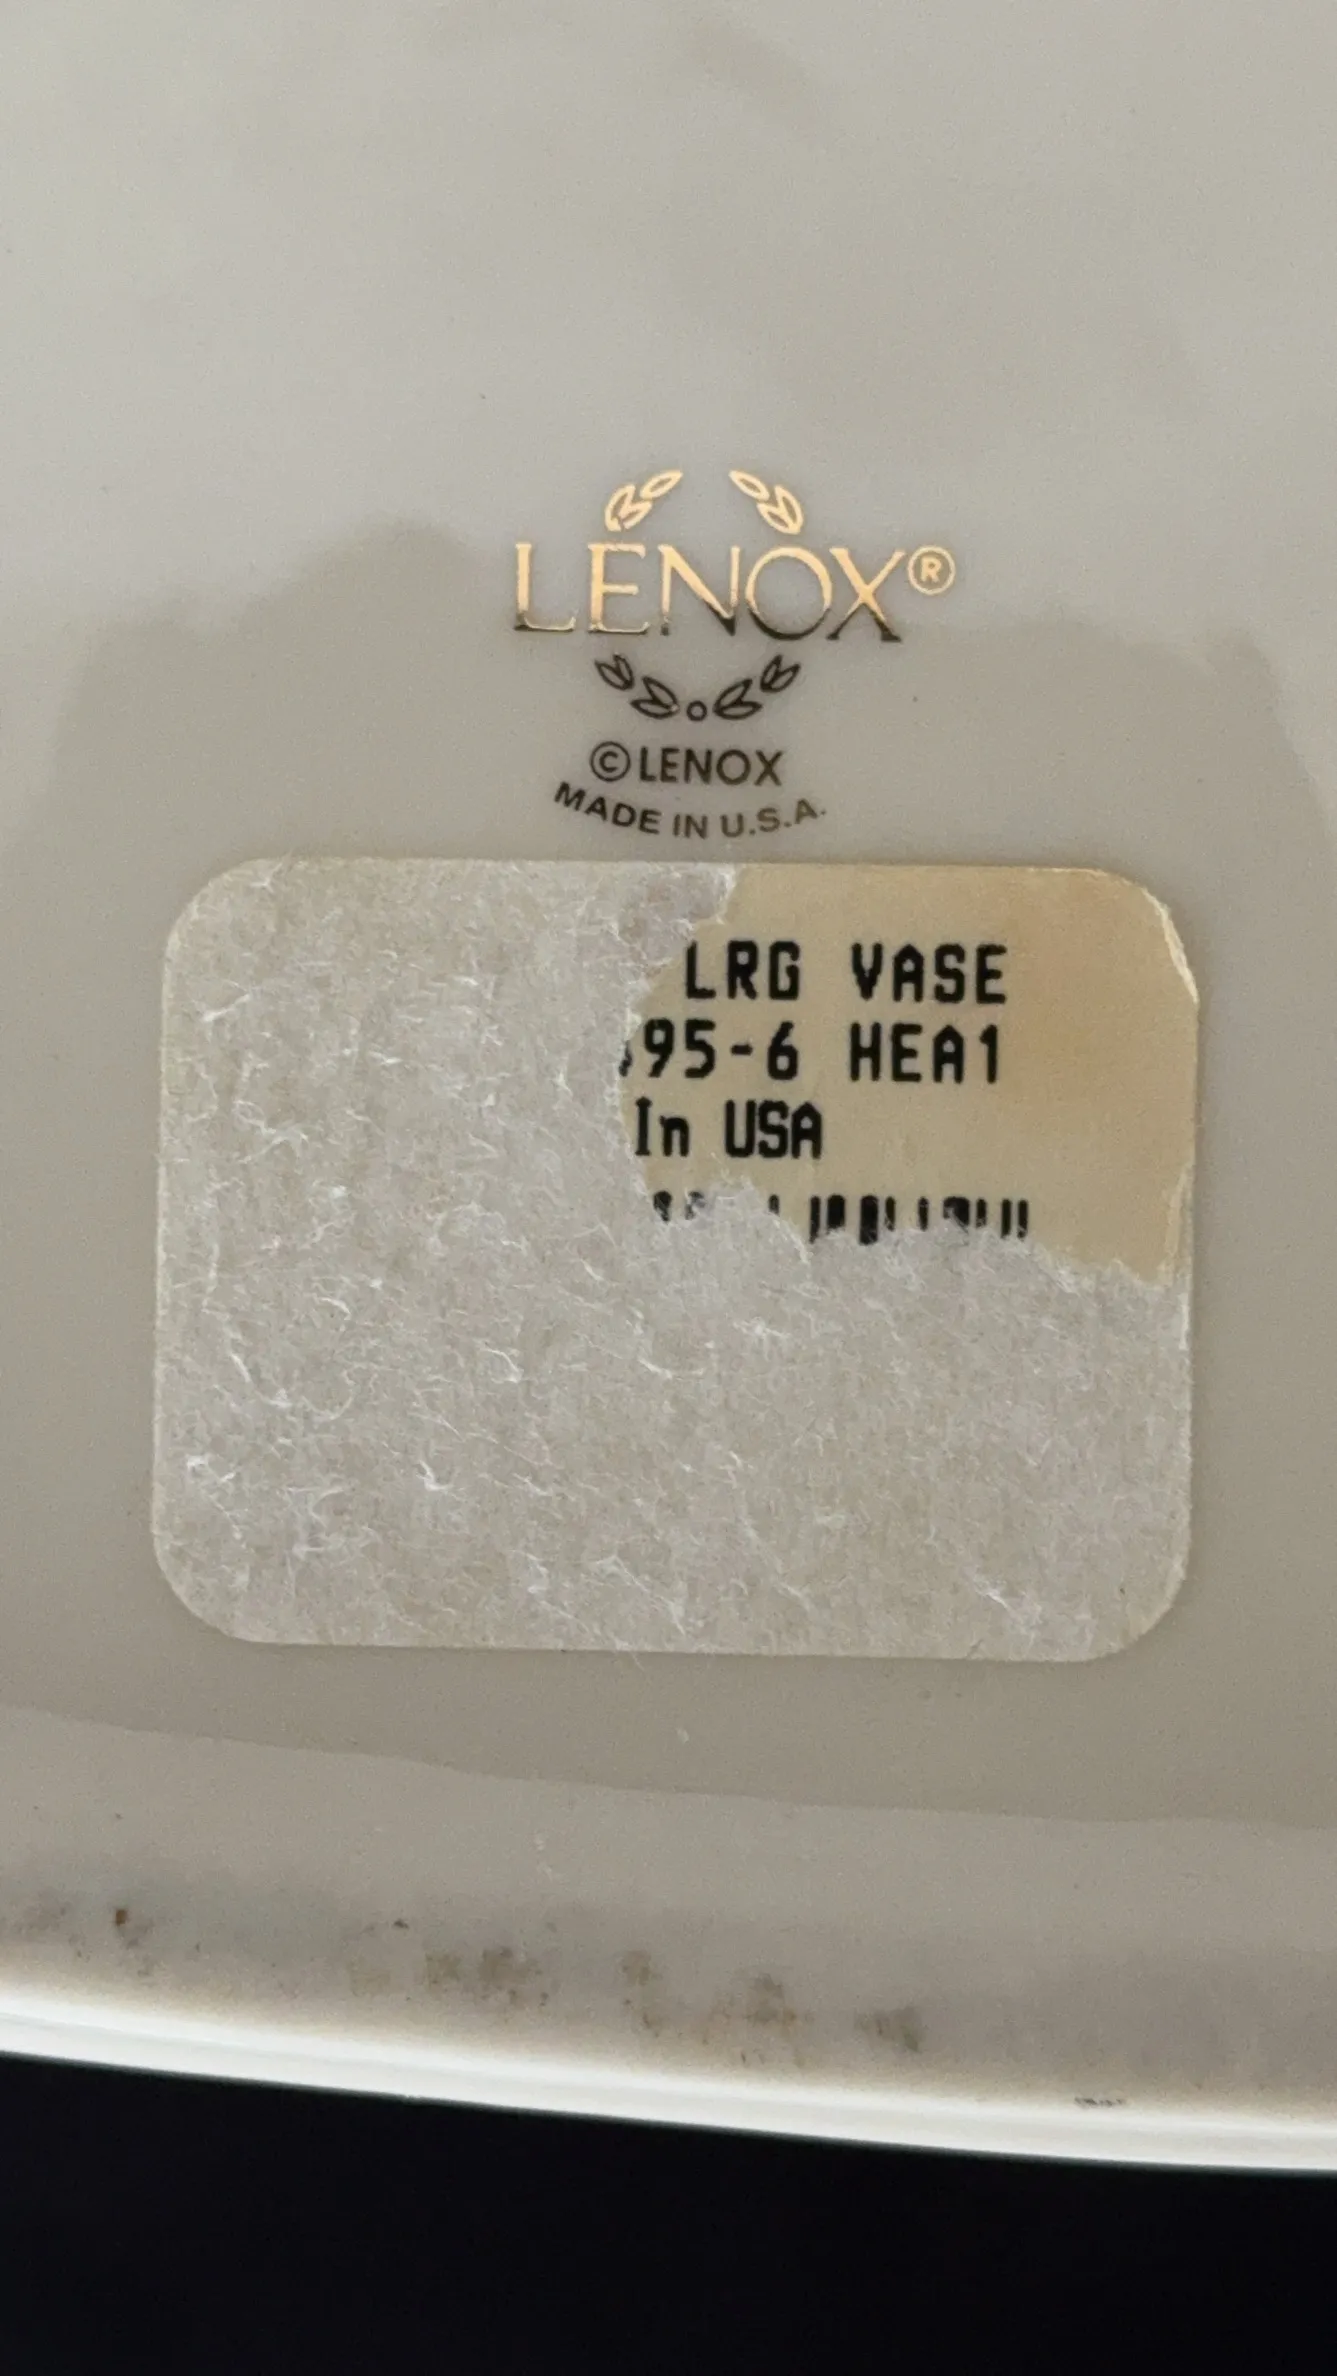 LENOX®
©LENOX
MADE IN U.S.A.
LRG VASE
95-6 HEA1
In USA